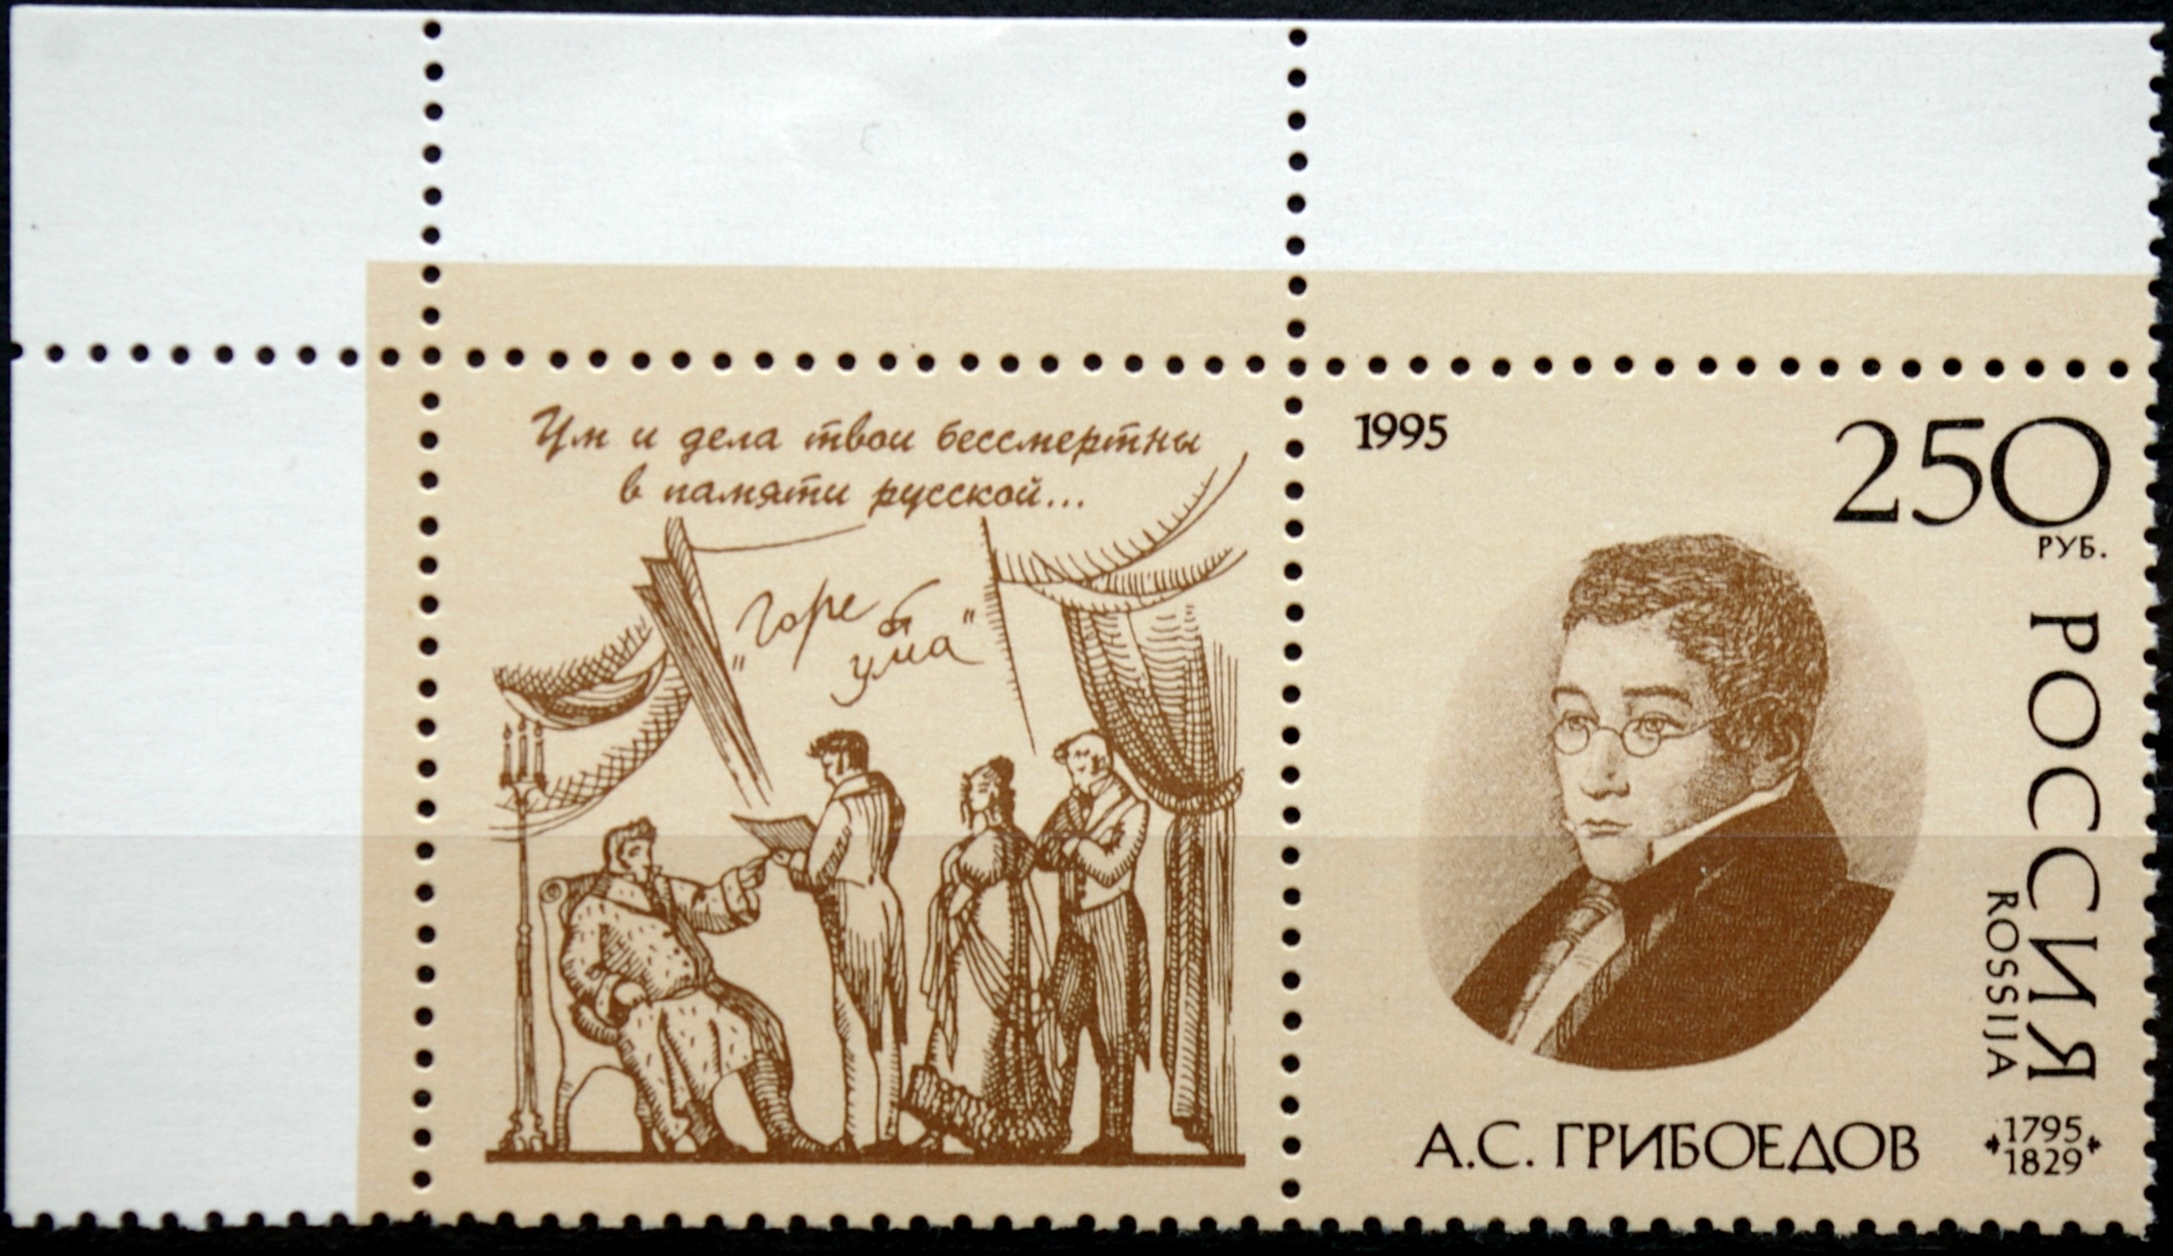 Ум и дела твои бессмертны
в памяти русской...
"Горе
от
ума"
1995
250
РУБ.
РОССИЯ
ROSSIJA
А.С. ГРИБОЕДОВ
1795
1829